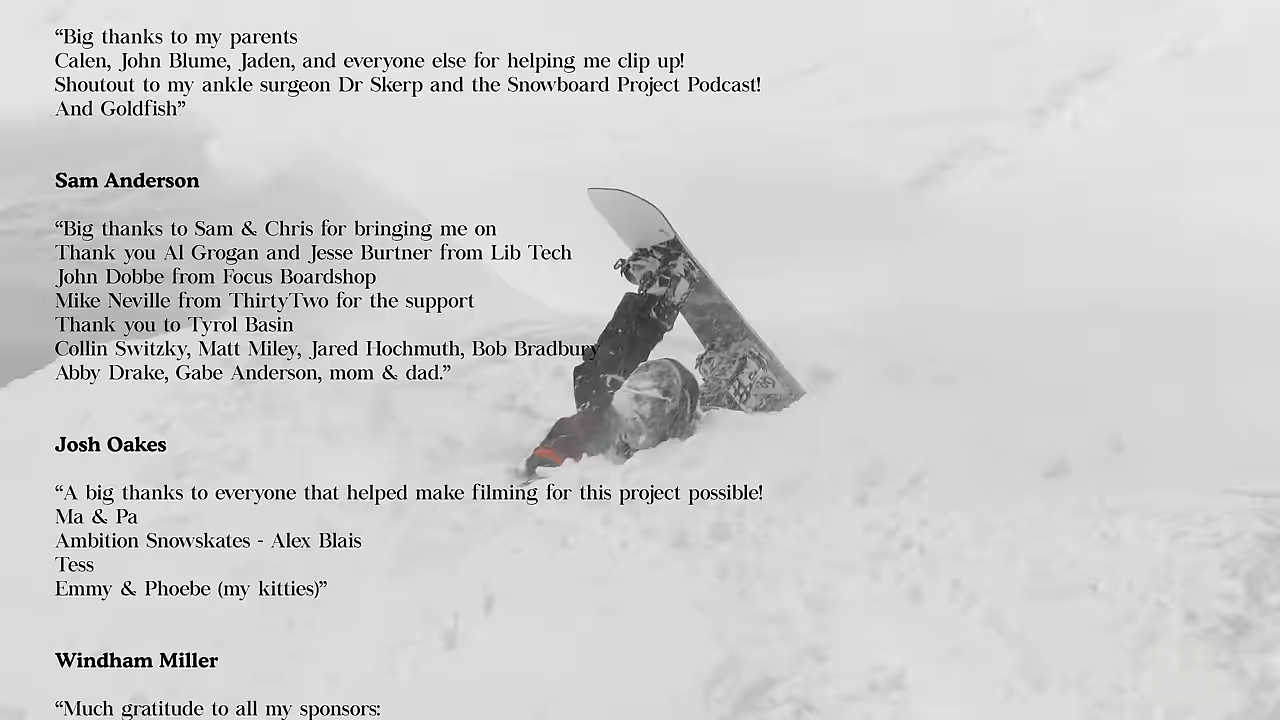 “Big thanks to my parents
Calen, John Blume, Jaden, and everyone else for helping me clip up!
Shoutout to my ankle surgeon Dr Skerp and the Snowboard Project Podcast!
And Goldfish”
Sam Anderson
“Big thanks to Sam & Chris for bringing me on
Thank you Al Grogan and Jesse Burtner from Lib Tech
John Dobbe from Focus Boardshop
Mike Neville from ThirtyTwo for the support
Thank you to Tyrol Basin
Collin Switzky, Matt Miley, Jared Hochmuth, Bob Bradbury
Abby Drake, Gabe Anderson, mom & dad.”
Josh Oakes
“A big thanks to everyone that helped make filming for this project possible!
Ma & Pa
Ambition Snowskates - Alex Blais
Tess
Emmy & Phoebe (my kitties)”
Windham Miller
“Much gratitude to all my sponsors: